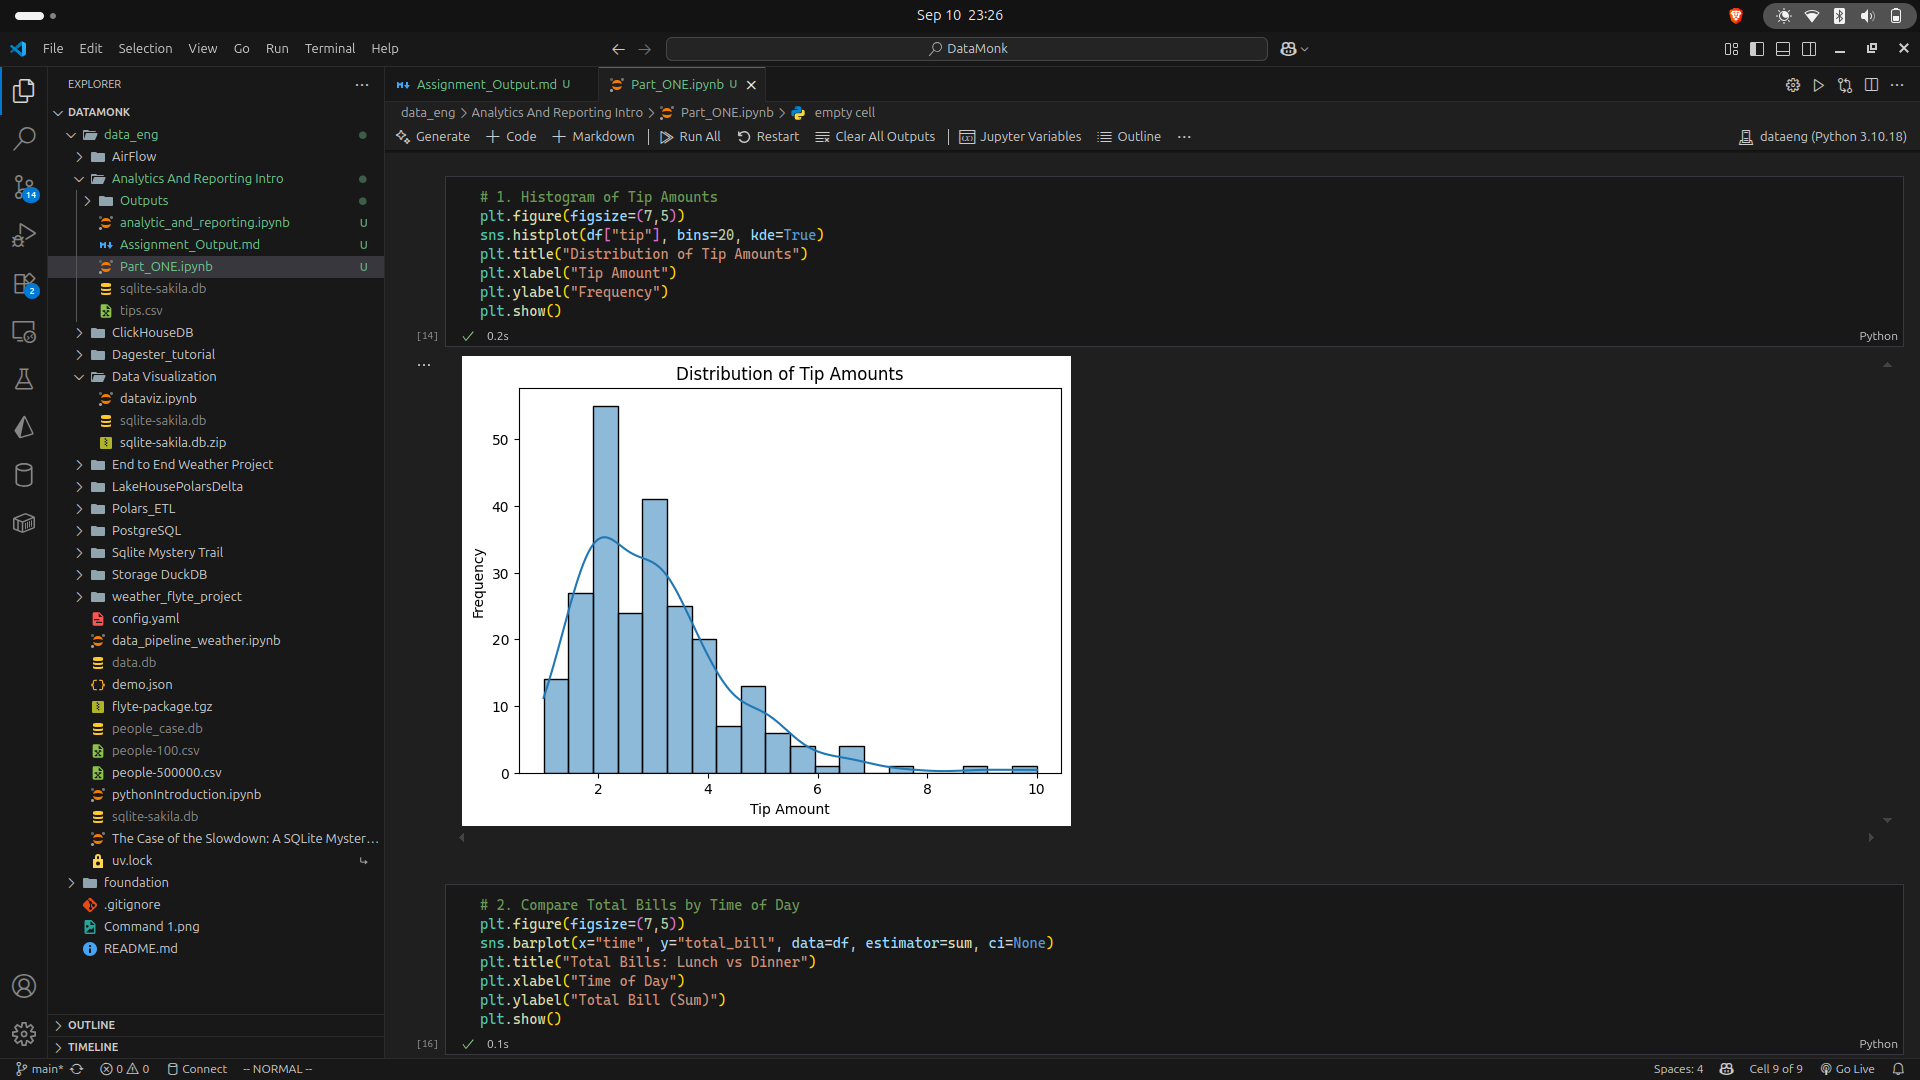 Sep 10 23:26
File Edit Selection View Go Run Terminal Help
DataMonk
EXPLORER
DATAMONK
data_eng
AirFlow
Analytics And Reporting Intro
Outputs
analytic_and_reporting.ipynb U
Assignment_Output.md U
Part_ONE.ipynb U
sqlite-sakila.db
tips.csv
ClickHouseDB
Dagester_tutorial
Data Visualization
dataviz.ipynb
sqlite-sakila.db
sqlite-sakila.db.zip
End to End Weather Project
LakeHousePolarsDelta
Polars_ETL
PostgreSQL
Sqlite Mystery Trail
Storage DuckDB
weather_flyte_project
config.yaml
data_pipeline_weather.ipynb
data.db
demo.json
flyte-package.tgz
people_case.db
people-100.csv
people-500000.csv
pythonIntroduction.ipynb
sqlite-sakila.db
The Case of the Slowdown: A SQLite Myster...
uv.lock
foundation
.gitignore
Command 1.png
README.md
OUTLINE
TIMELINE
14
2
Assignment_Output.md U
Part_ONE.ipynb U
data_eng > Analytics And Reporting Intro > Part_ONE.ipynb > empty cell
Generate + Code + Markdown | Run All Restart Clear All Outputs | Jupyter Variables Outline ...
dataeng (Python 3.10.18)
# 1. Histogram of Tip Amounts
plt.figure(figsize=(7,5))
sns.histplot(df["tip"], bins=20, kde=True)
plt.title("Distribution of Tip Amounts")
plt.xlabel("Tip Amount")
plt.ylabel("Frequency")
plt.show()
[14] 0.2s Python
Distribution of Tip Amounts
Frequency
50
40
30
20
10
0
2 4 6 8 10
Tip Amount
# 2. Compare Total Bills by Time of Day
plt.figure(figsize=(7,5))
sns.barplot(x="time", y="total_bill", data=df, estimator=sum, ci=None)
plt.title("Total Bills: Lunch vs Dinner")
plt.xlabel("Time of Day")
plt.ylabel("Total Bill (Sum)")
plt.show()
[16] 0.1s Python
main* 0 0 Connect -- NORMAL --
Spaces: 4 Cell 9 of 9 Go Live